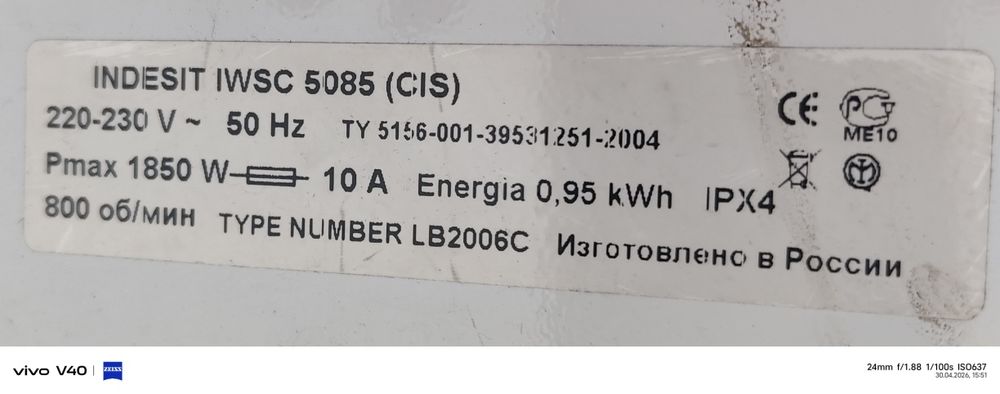 INDESIT IWSC 5085 (CIS)
220-230 V ~ 50 Hz TY 5156-001-39531251-2004
Pmax 1850 W 10 A Energia 0,95 kWh IPX4
800 об/мин TYPE NUMBER LB2006C Изготовлено в России
CE РСТ
ME10
vivo V40 | ZEISS
24mm f/1.88 1/100s ISO637
30.04.2026, 15:51